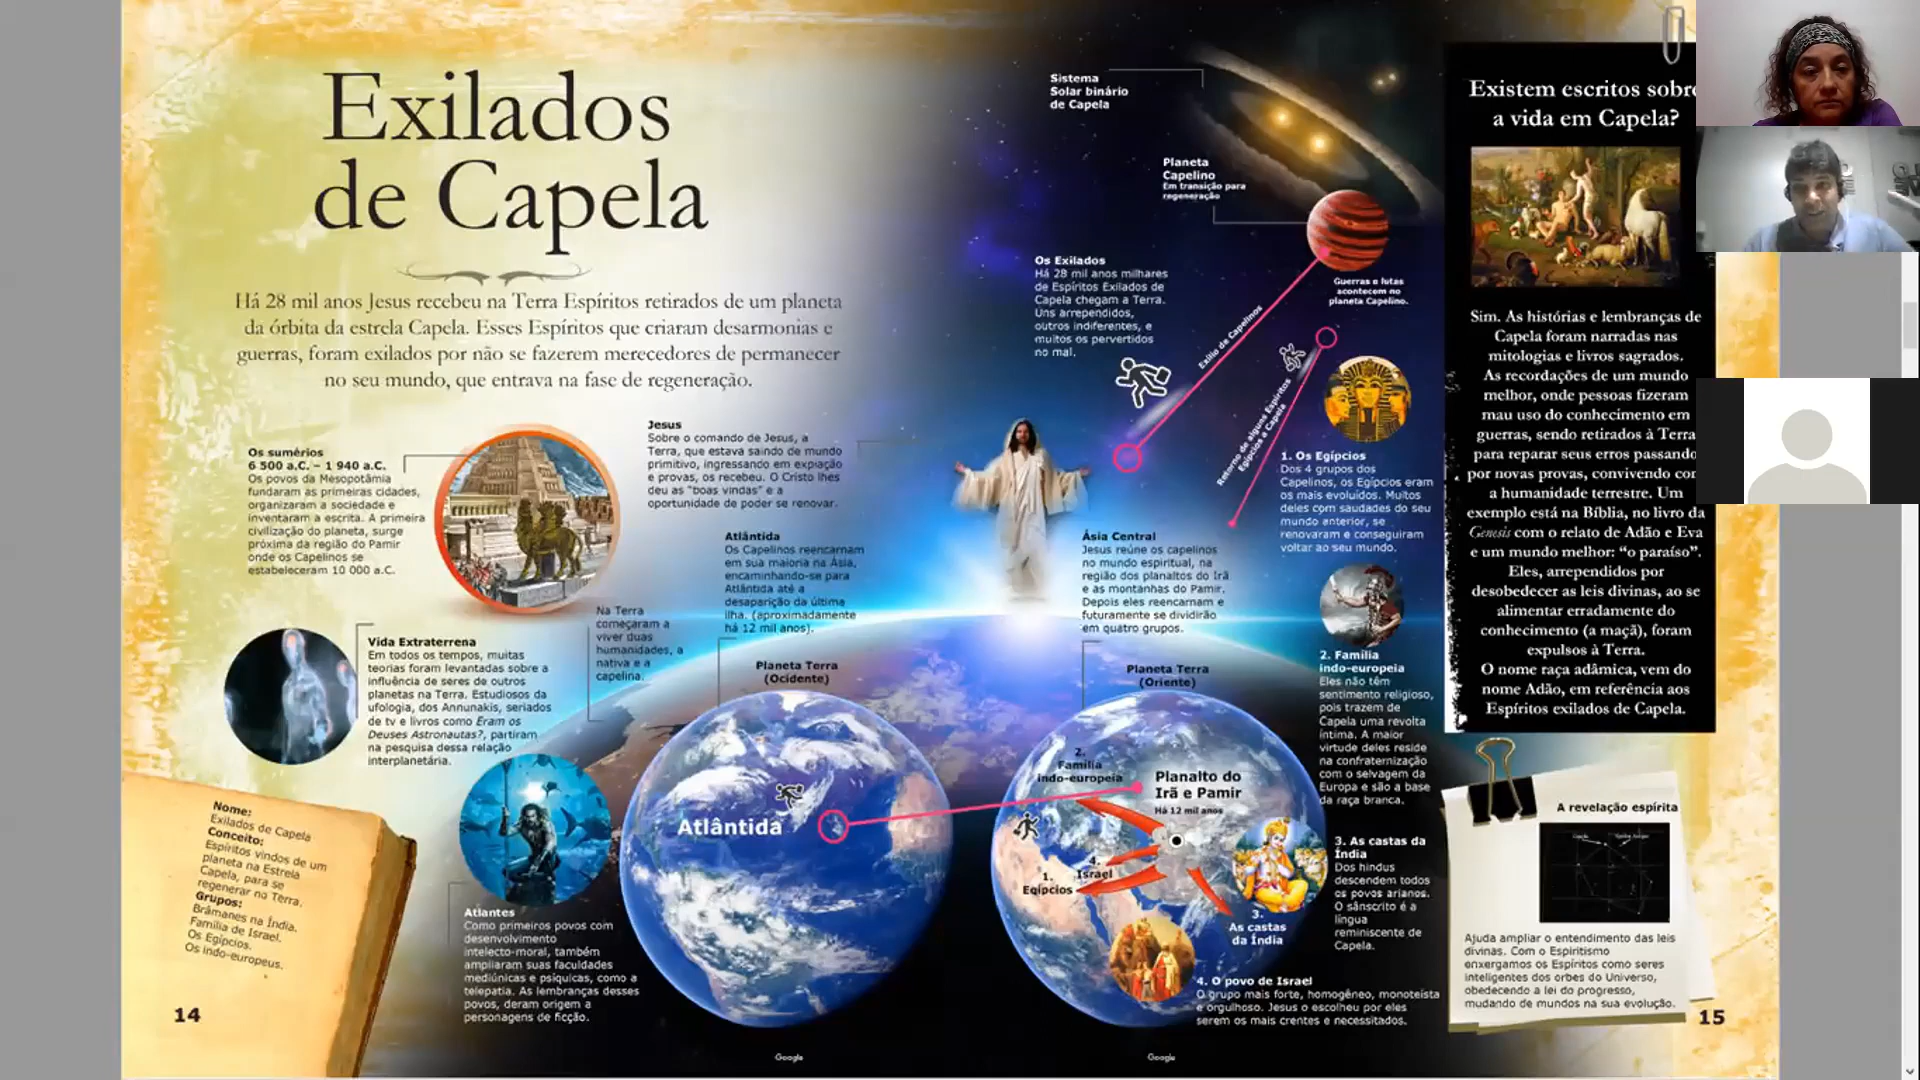 Exilados
de Capela
Há 28 mil anos Jesus recebeu na Terra Espíritos retirados de um planeta
da órbita da estrela Capela. Esses Espíritos que criaram desarmonias e
guerras, foram exilados por não se fazerem merecedores de permanecer
no seu mundo, que entrava na fase de regeneração.
Os sumérios
6 500 a.C. – 1 940 a.C.
Os povos da Mesopotâmia
fundaram as primeiras cidades,
organizaram a sociedade e
inventaram a escrita. A primeira
civilização do planeta, surge
próxima da região do Pamir
onde os Capelinos se
estabeleceram 10 000 a.C.
Jesus
Sobre o comando de Jesus, a
Terra, que estava saindo de mundo
primitivo, ingressando em expiação
e provas, os recebeu. O Cristo lhes
deu as “boas vindas” e a
oportunidade de poder se renovar.
Atlântida
Os Capelinos reencarnam
em sua maioria na Ásia,
encaminhando-se para
Atlântida até a
desaparição da última
ilha. (aproximadamente
há 12 mil anos).
Na Terra
começaram a
viver duas
humanidades, a
nativa e a
capelina.
Vida Extraterrena
Em todos os tempos, muitas
teorias foram levantadas sobre a
influência de seres de outros
planetas na Terra. Estudiosos da
ufologia, dos Annunakis, seriados
de tv e livros como Eram os
Deuses Astronautas?, partiram
na pesquisa dessa relação
interplanetária.
Planeta Terra
(Ocidente)
Atlântida
Nome:
Exilados de Capela
Conceito:
Espíritos vindos de um
planeta na Estrela
Capela, para se
regenerar na Terra.
Grupos:
Brâmanes na Índia.
Família de Israel.
Os Egípcios.
Os indo-europeus.
Atlantes
Como primeiros povos com
desenvolvimento
intelecto-moral, também
ampliaram suas faculdades
mediúnicas e psíquicas, como a
telepatia. As lembranças desses
povos, deram origem a
personagens de ficção.
14
Google
Sistema
Solar binário
de Capela
Planeta
Capelino
Em transição para
regeneração
Guerras e lutas
acontecem no
planeta Capelino.
Os Exilados
Há 28 mil anos milhares
de Espíritos Exilados de
Capela chegam a Terra.
Uns arrependidos,
outros indiferentes, e
muitos os pervertidos
no mal.
Exílio de Capelinos
Retorno de alguns Espíritos
Egípcios a Capela
1. Os Egípcios
Dos 4 grupos dos
Capelinos, os Egípcios eram
os mais evoluídos. Muitos
deles com saudades do seu
mundo anterior, se
renovaram e conseguiram
voltar ao seu mundo.
Ásia Central
Jesus reúne os capelinos
no mundo espiritual, na
região dos planaltos do Irã
e as montanhas do Pamir.
Depois eles reencarnam e
futuramente se dividirão
em quatro grupos.
Planeta Terra
(Oriente)
2. Família
indo-europeia
Eles não têm
sentimento religioso,
pois trazem de
Capela uma revolta
íntima. A maior
virtude deles reside
na confraternização
com o selvagem da
Europa e são a base
da raça branca.
2.
Família
indo-europeia
Planalto do
Irã e Pamir
Há 12 mil anos
4.
Israel
1.
Egípcios
3.
As castas
da Índia
3. As castas da
Índia
Dos hindus
descendem todos
os povos arianos.
O sânscrito é a
língua
reminiscente de
Capela.
4. O povo de Israel
O grupo mais forte, homogêneo, monoteísta
e orgulhoso. Jesus o escolheu por eles
serem os mais crentes e necessitados.
Google
Existem escritos sobre
a vida em Capela?
Sim. As histórias e lembranças de
Capela foram narradas nas
mitologias e livros sagrados.
As recordações de um mundo
melhor, onde pessoas fizeram
mau uso do conhecimento em
guerras, sendo retirados à Terra
para reparar seus erros passando
por novas provas, convivendo com
a humanidade terrestre. Um
exemplo está na Bíblia, no livro da
Genesis com o relato de Adão e Eva
e um mundo melhor: “o paraíso”.
Eles, arrependidos por
desobedecer as leis divinas, ao se
alimentar erradamente do
conhecimento (a maçã), foram
expulsos à Terra.
O nome raça adâmica, vem do
nome Adão, em referência aos
Espíritos exilados de Capela.
A revelação espírita
Ajuda ampliar o entendimento das leis
divinas. Com o Espiritismo
enxergamos os Espíritos como seres
inteligentes dos orbes do Universo,
obedecendo a lei do progresso,
mudando de mundos na sua evolução.
15